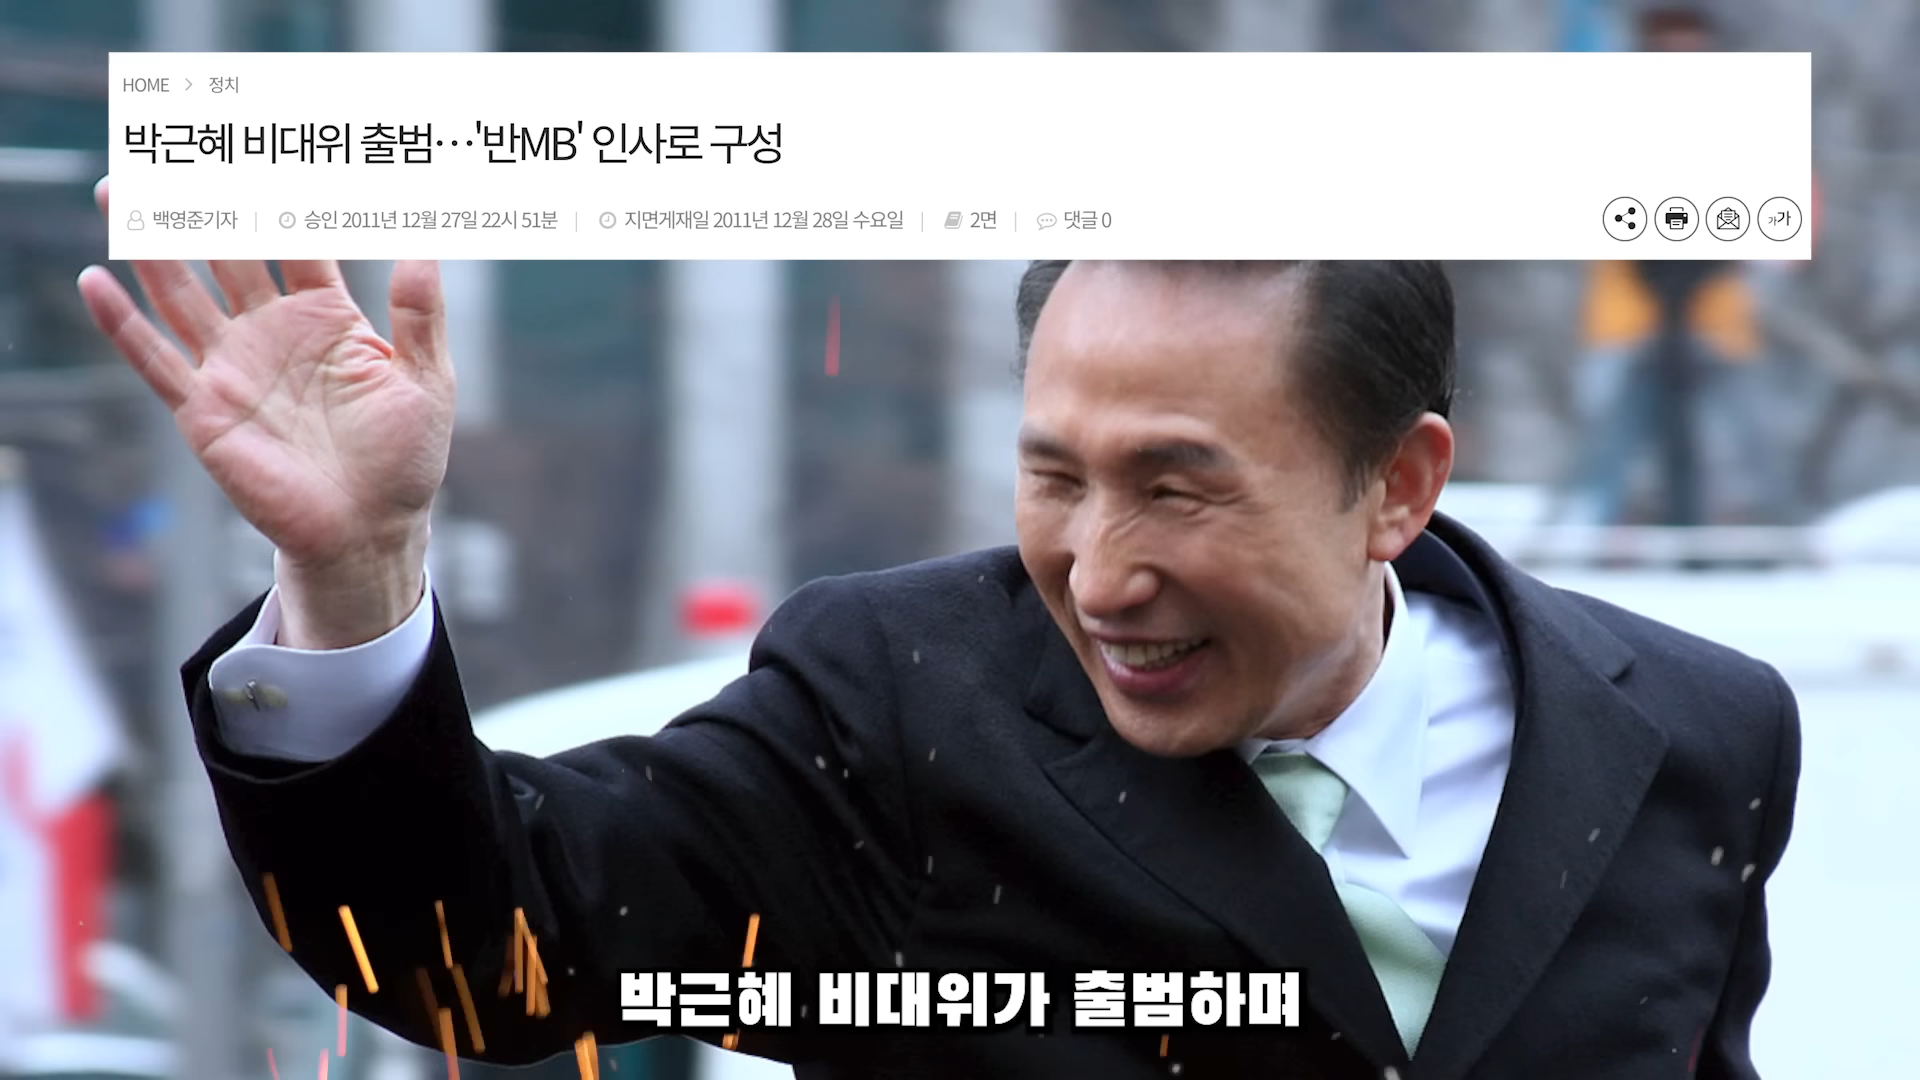 HOME > 정치
박근혜 비대위 출범…'반MB' 인사로 구성
백영준기자 | 승인 2011년 12월 27일 22시 51분 | 지면게재일 2011년 12월 28일 수요일 | 2면 | 댓글 0
가가
박근혜 비대위가 출범하며